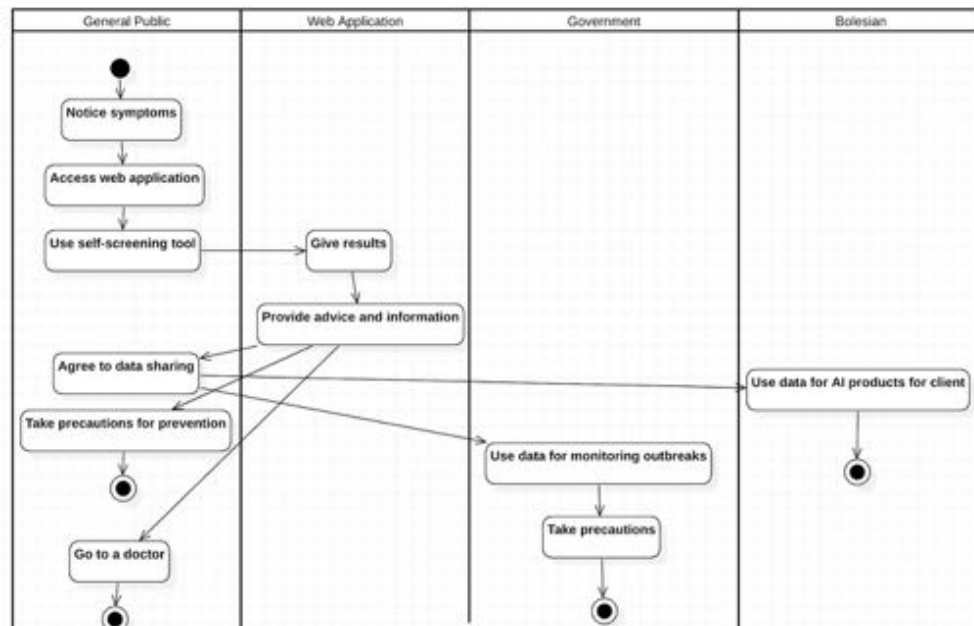 General Public
Web Application
Government
Bolesian
Notice symptoms
Access web application
Use self-screening tool
Give results
Provide advice and information
Agree to data sharing
Use data for AI products for client
Take precautions for prevention
Use data for monitoring outbreaks
Take precautions
Go to a doctor